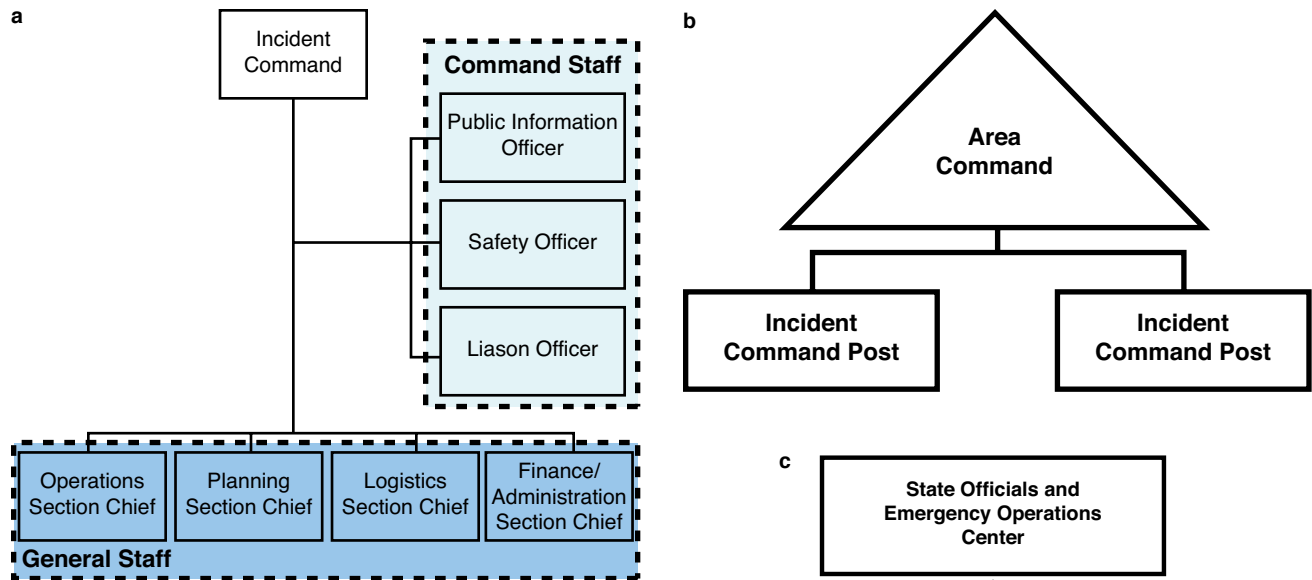 a
Incident
Command
Command Staff
Public Information
Officer
Safety Officer
Liason Officer
Operations
Section Chief
Planning
Section Chief
Logistics
Section Chief
Finance/
Administration
Section Chief
General Staff
b
Area
Command
Incident
Command Post
Incident
Command Post
c
State Officials and
Emergency Operations
Center